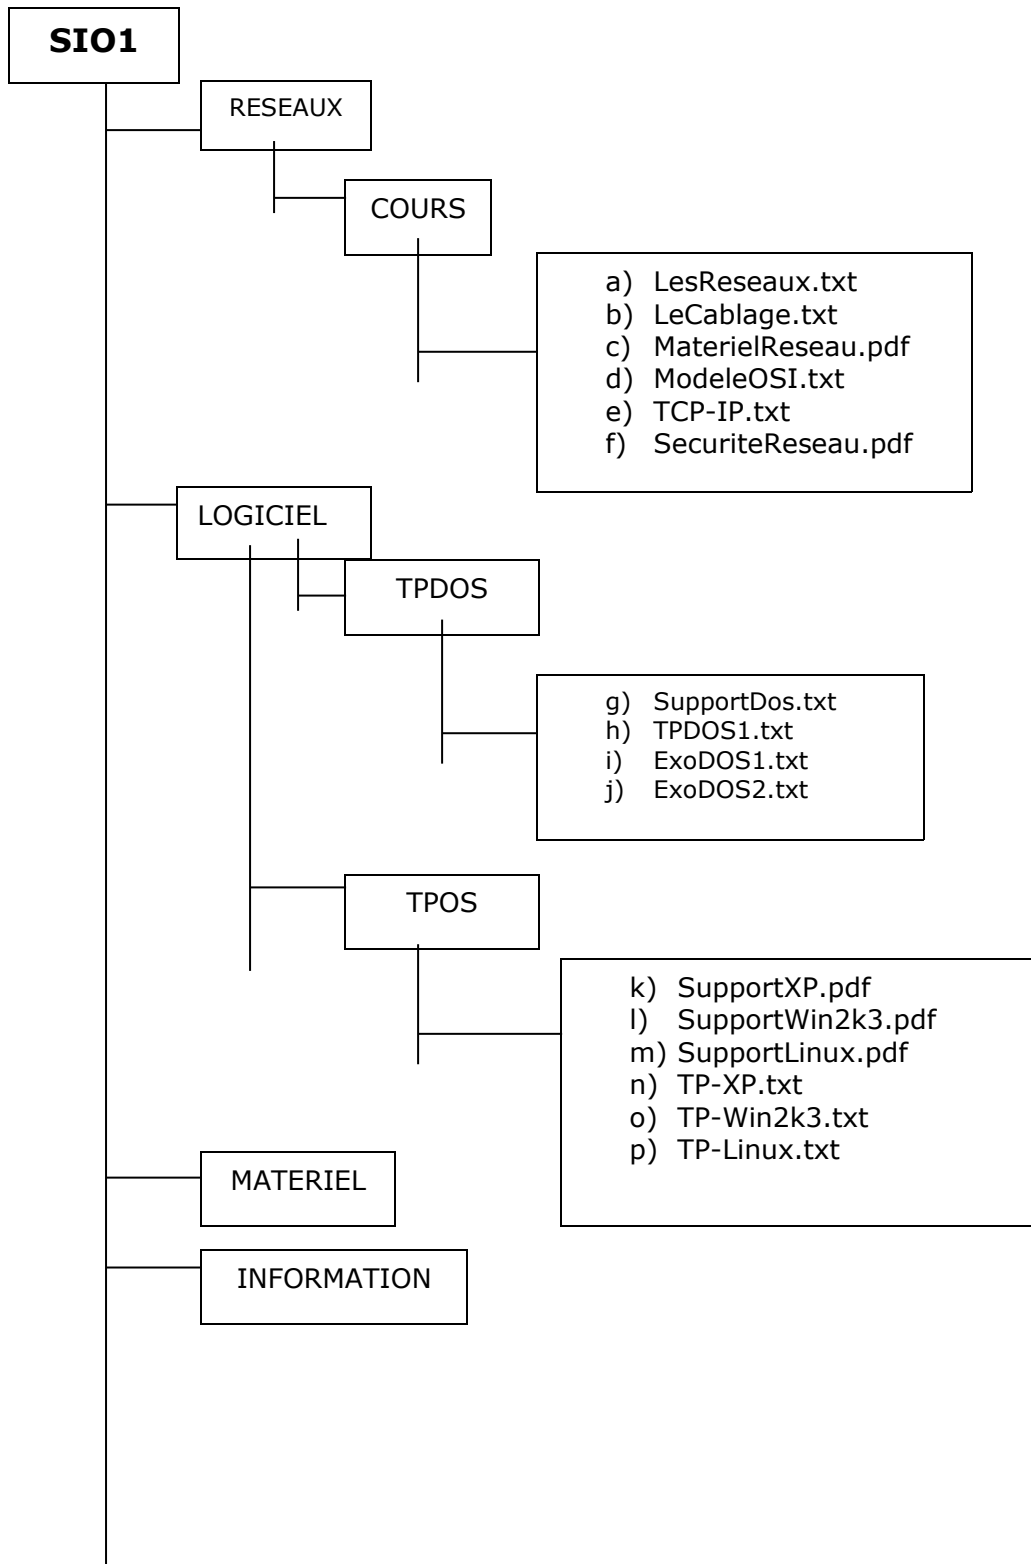 SIO1
RESEAUX
COURS
a) LesReseaux.txt
b) LeCablage.txt
c) MaterielReseau.pdf
d) ModeleOSI.txt
e) TCP-IP.txt
f) SecuriteReseau.pdf
LOGICIEL
TPDOS
g) SupportDos.txt
h) TPDOS1.txt
i) ExoDOS1.txt
j) ExoDOS2.txt
TPOS
k) SupportXP.pdf
l) SupportWin2k3.pdf
m) SupportLinux.pdf
n) TP-XP.txt
o) TP-Win2k3.txt
p) TP-Linux.txt
MATERIEL
INFORMATION